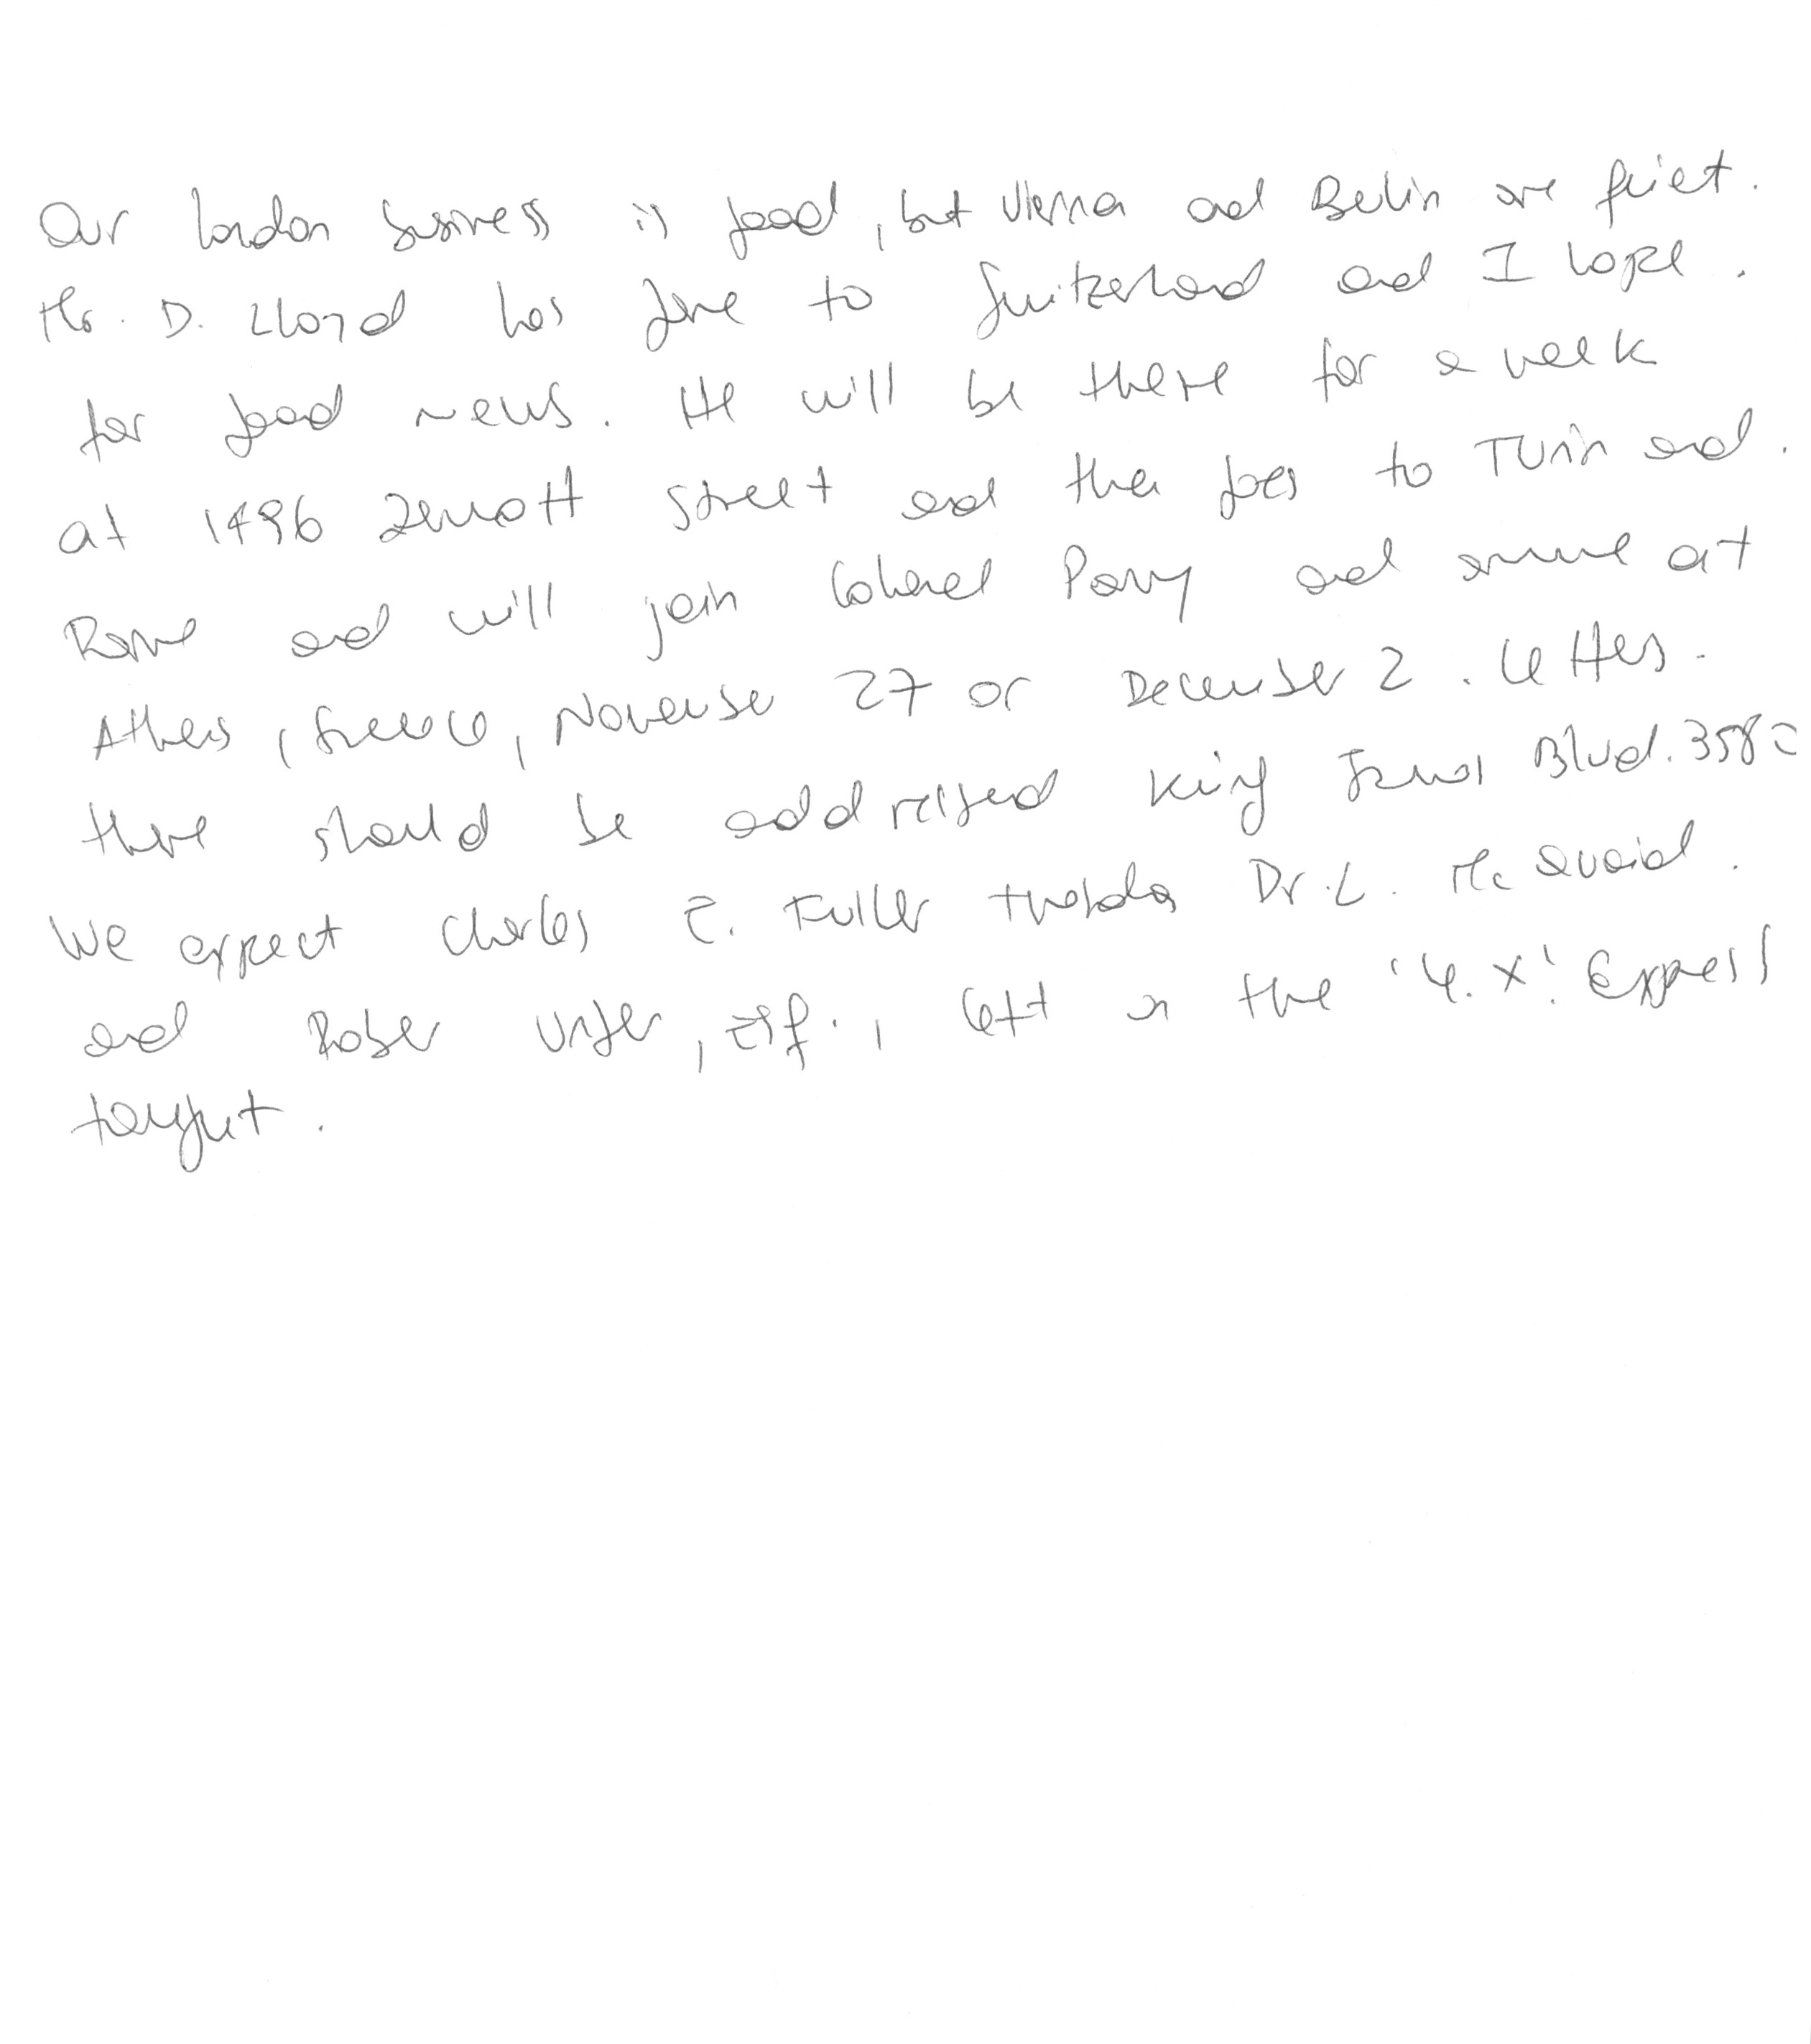 Our London business is good, but Vienna and Berlin are quiet.
Mr. D. Lloyd has gone to Switzerland and I hope.
for good news. He will be there for a week
at 1496 Zermott Street and then goes to Turin and.
Rome and will join Colonel Parry and arrive at
Athens, Greece, November 27 or December 2. Letters.
there should be addressed King James Blvd. 3580
We expect Charles E. Fuller Dr. L. Mc Quaid.
and Robert Unger, Esq., left on the 'Y.X.' Express
tonight.